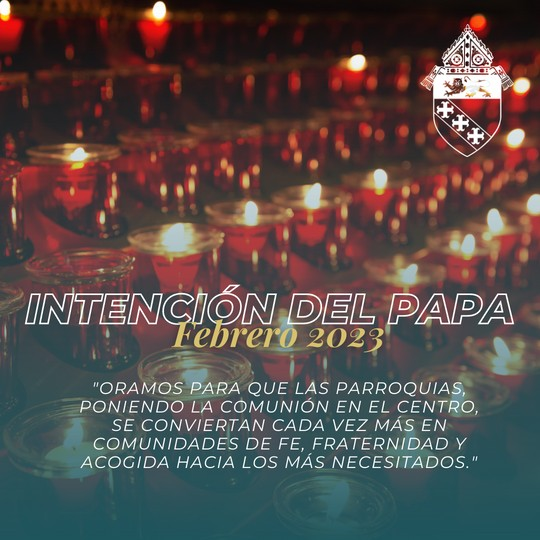 INTENCIÓN DEL PAPA
Febrero 2023
"ORAMOS PARA QUE LAS PARROQUIAS,
PONIENDO LA COMUNIÓN EN EL CENTRO,
SE CONVIERTAN CADA VEZ MÁS EN
COMUNIDADES DE FE, FRATERNIDAD Y
ACOGIDA HACIA LOS MÁS NECESITADOS."